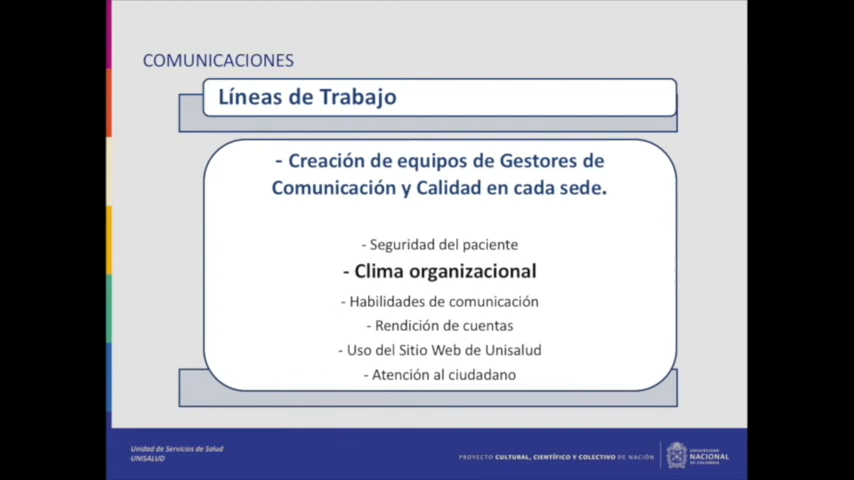 COMUNICACIONES
Líneas de Trabajo
- Creación de equipos de Gestores de
Comunicación y Calidad en cada sede.
- Seguridad del paciente
- Clima organizacional
- Habilidades de comunicación
- Rendición de cuentas
- Uso del Sitio Web de Unisalud
- Atención al ciudadano
Unidad de Servicios de Salud
UNISALUD
PROYECTO CULTURAL, CIENTÍFICO Y COLECTIVO DE NACIÓN
UNIVERSIDAD
NACIONAL
DE COLOMBIA